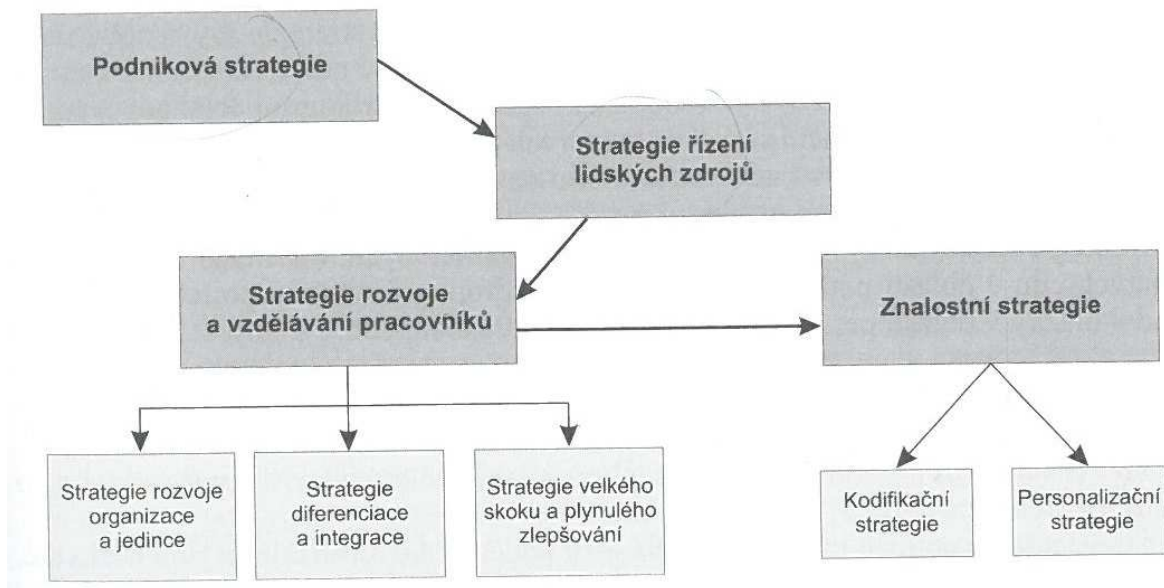 Podniková strategie
Strategie řízení
lidských zdrojů
Strategie rozvoje
a vzdělávání pracovníků
Znalostní strategie
Strategie rozvoje
organizace
a jedince
Strategie
diferenciace
a integrace
Strategie velkého
skoku a plynulého
zlepšování
Kodifikační
strategie
Personalizační
strategie